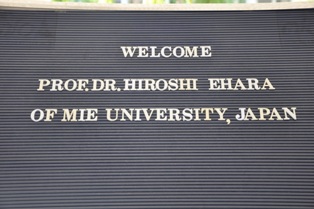 WELCOME
PROF. DR. HIROSHI EHARA
OF MIE UNIVERSITY, JAPAN